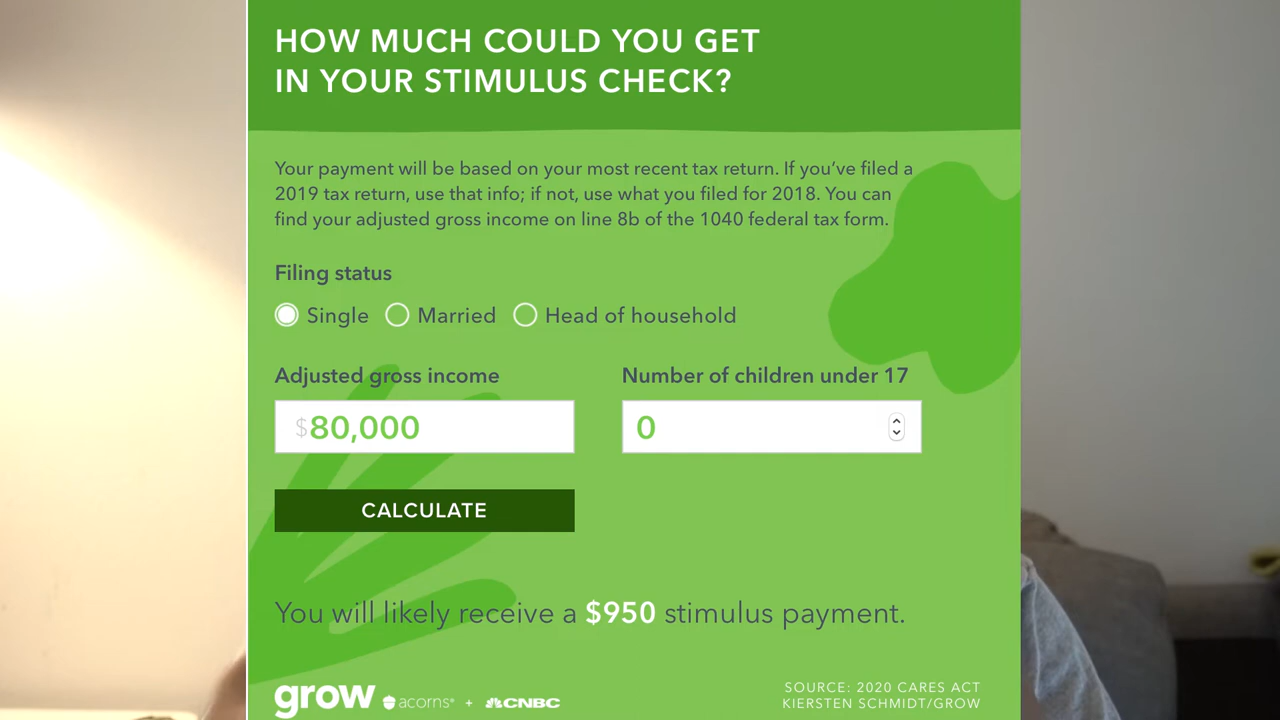 HOW MUCH COULD YOU GET
IN YOUR STIMULUS CHECK?
Your payment will be based on your most recent tax return. If you’ve filed a
2019 tax return, use that info; if not, use what you filed for 2018. You can
find your adjusted gross income on line 8b of the 1040 federal tax form.
Filing status
Single Married Head of household
Adjusted gross income Number of children under 17
$80,000 0
CALCULATE
You will likely receive a $950 stimulus payment.
grow acorns + CNBC
SOURCE: 2020 CARES ACT
KIERSTEN SCHMIDT/GROW